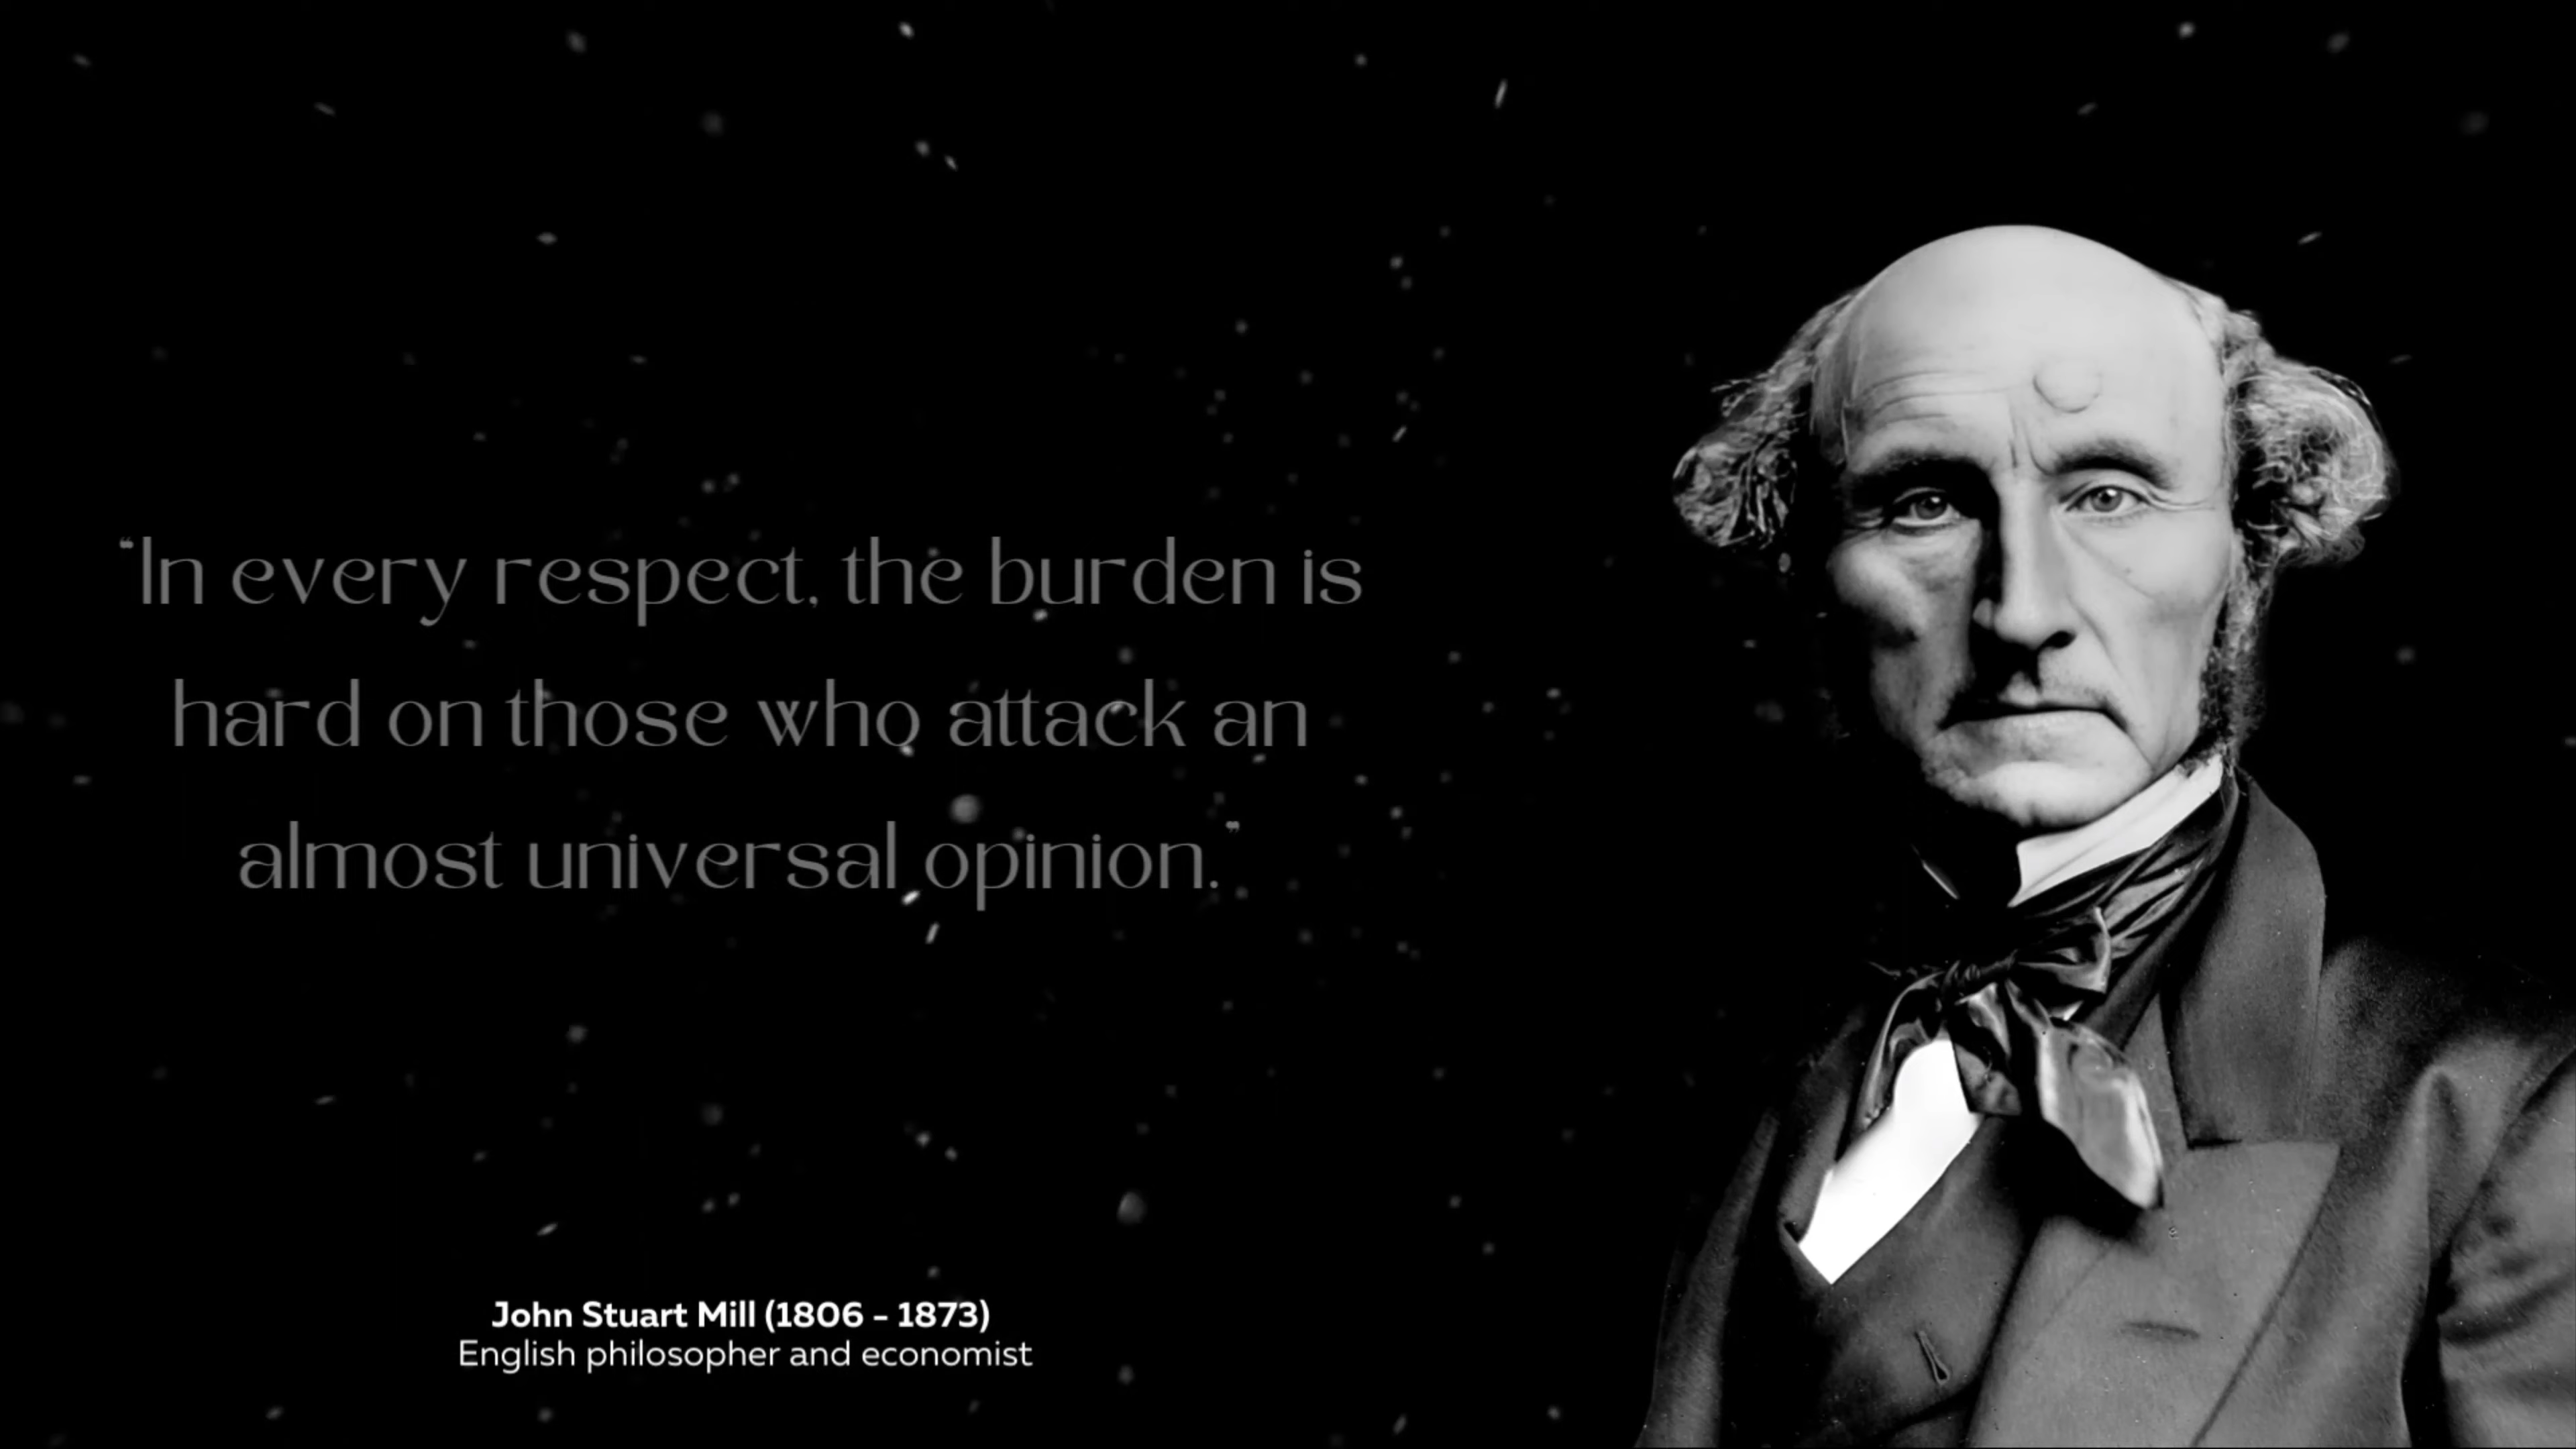 “In every respect, the burden is
hard on those who attack an
almost universal opinion.”
John Stuart Mill (1806 - 1873)
English philosopher and economist